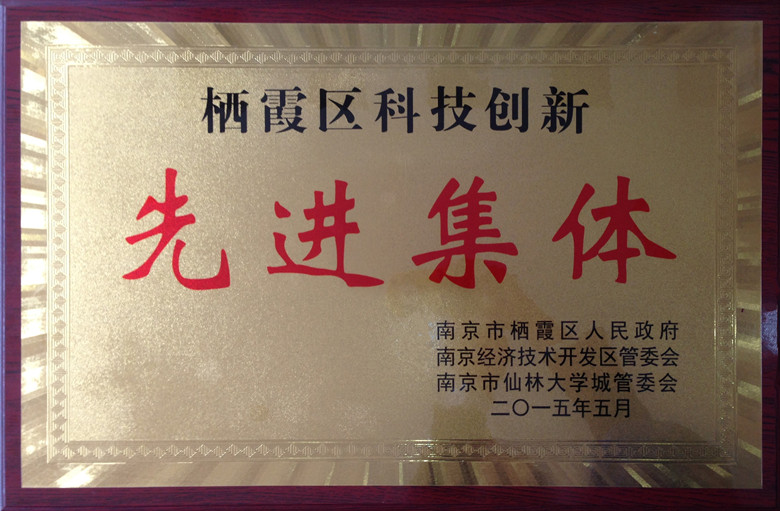 栖霞区科技创新
先进集体
南京市栖霞区人民政府
南京经济技术开发区管委会
南京市仙林大学城管委会
二〇一五年五月